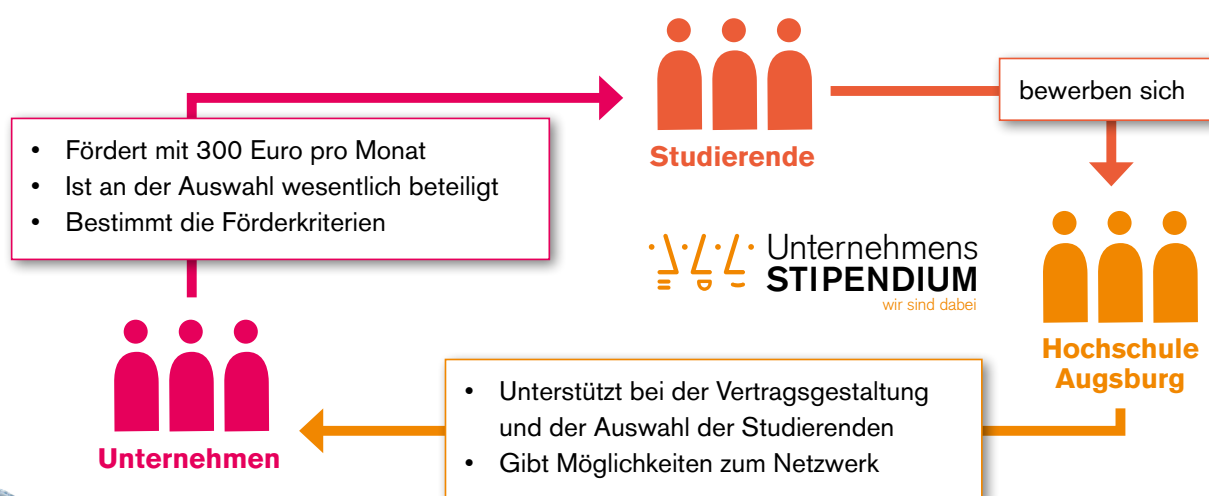 bewerben sich
• Fördert mit 300 Euro pro Monat
• Ist an der Auswahl wesentlich beteiligt
• Bestimmt die Förderkriterien
Studierende
Unternehmens
STIPENDIUM
wir sind dabei
Hochschule
Augsburg
• Unterstützt bei der Vertragsgestaltung
und der Auswahl der Studierenden
• Gibt Möglichkeiten zum Netzwerk
Unternehmen